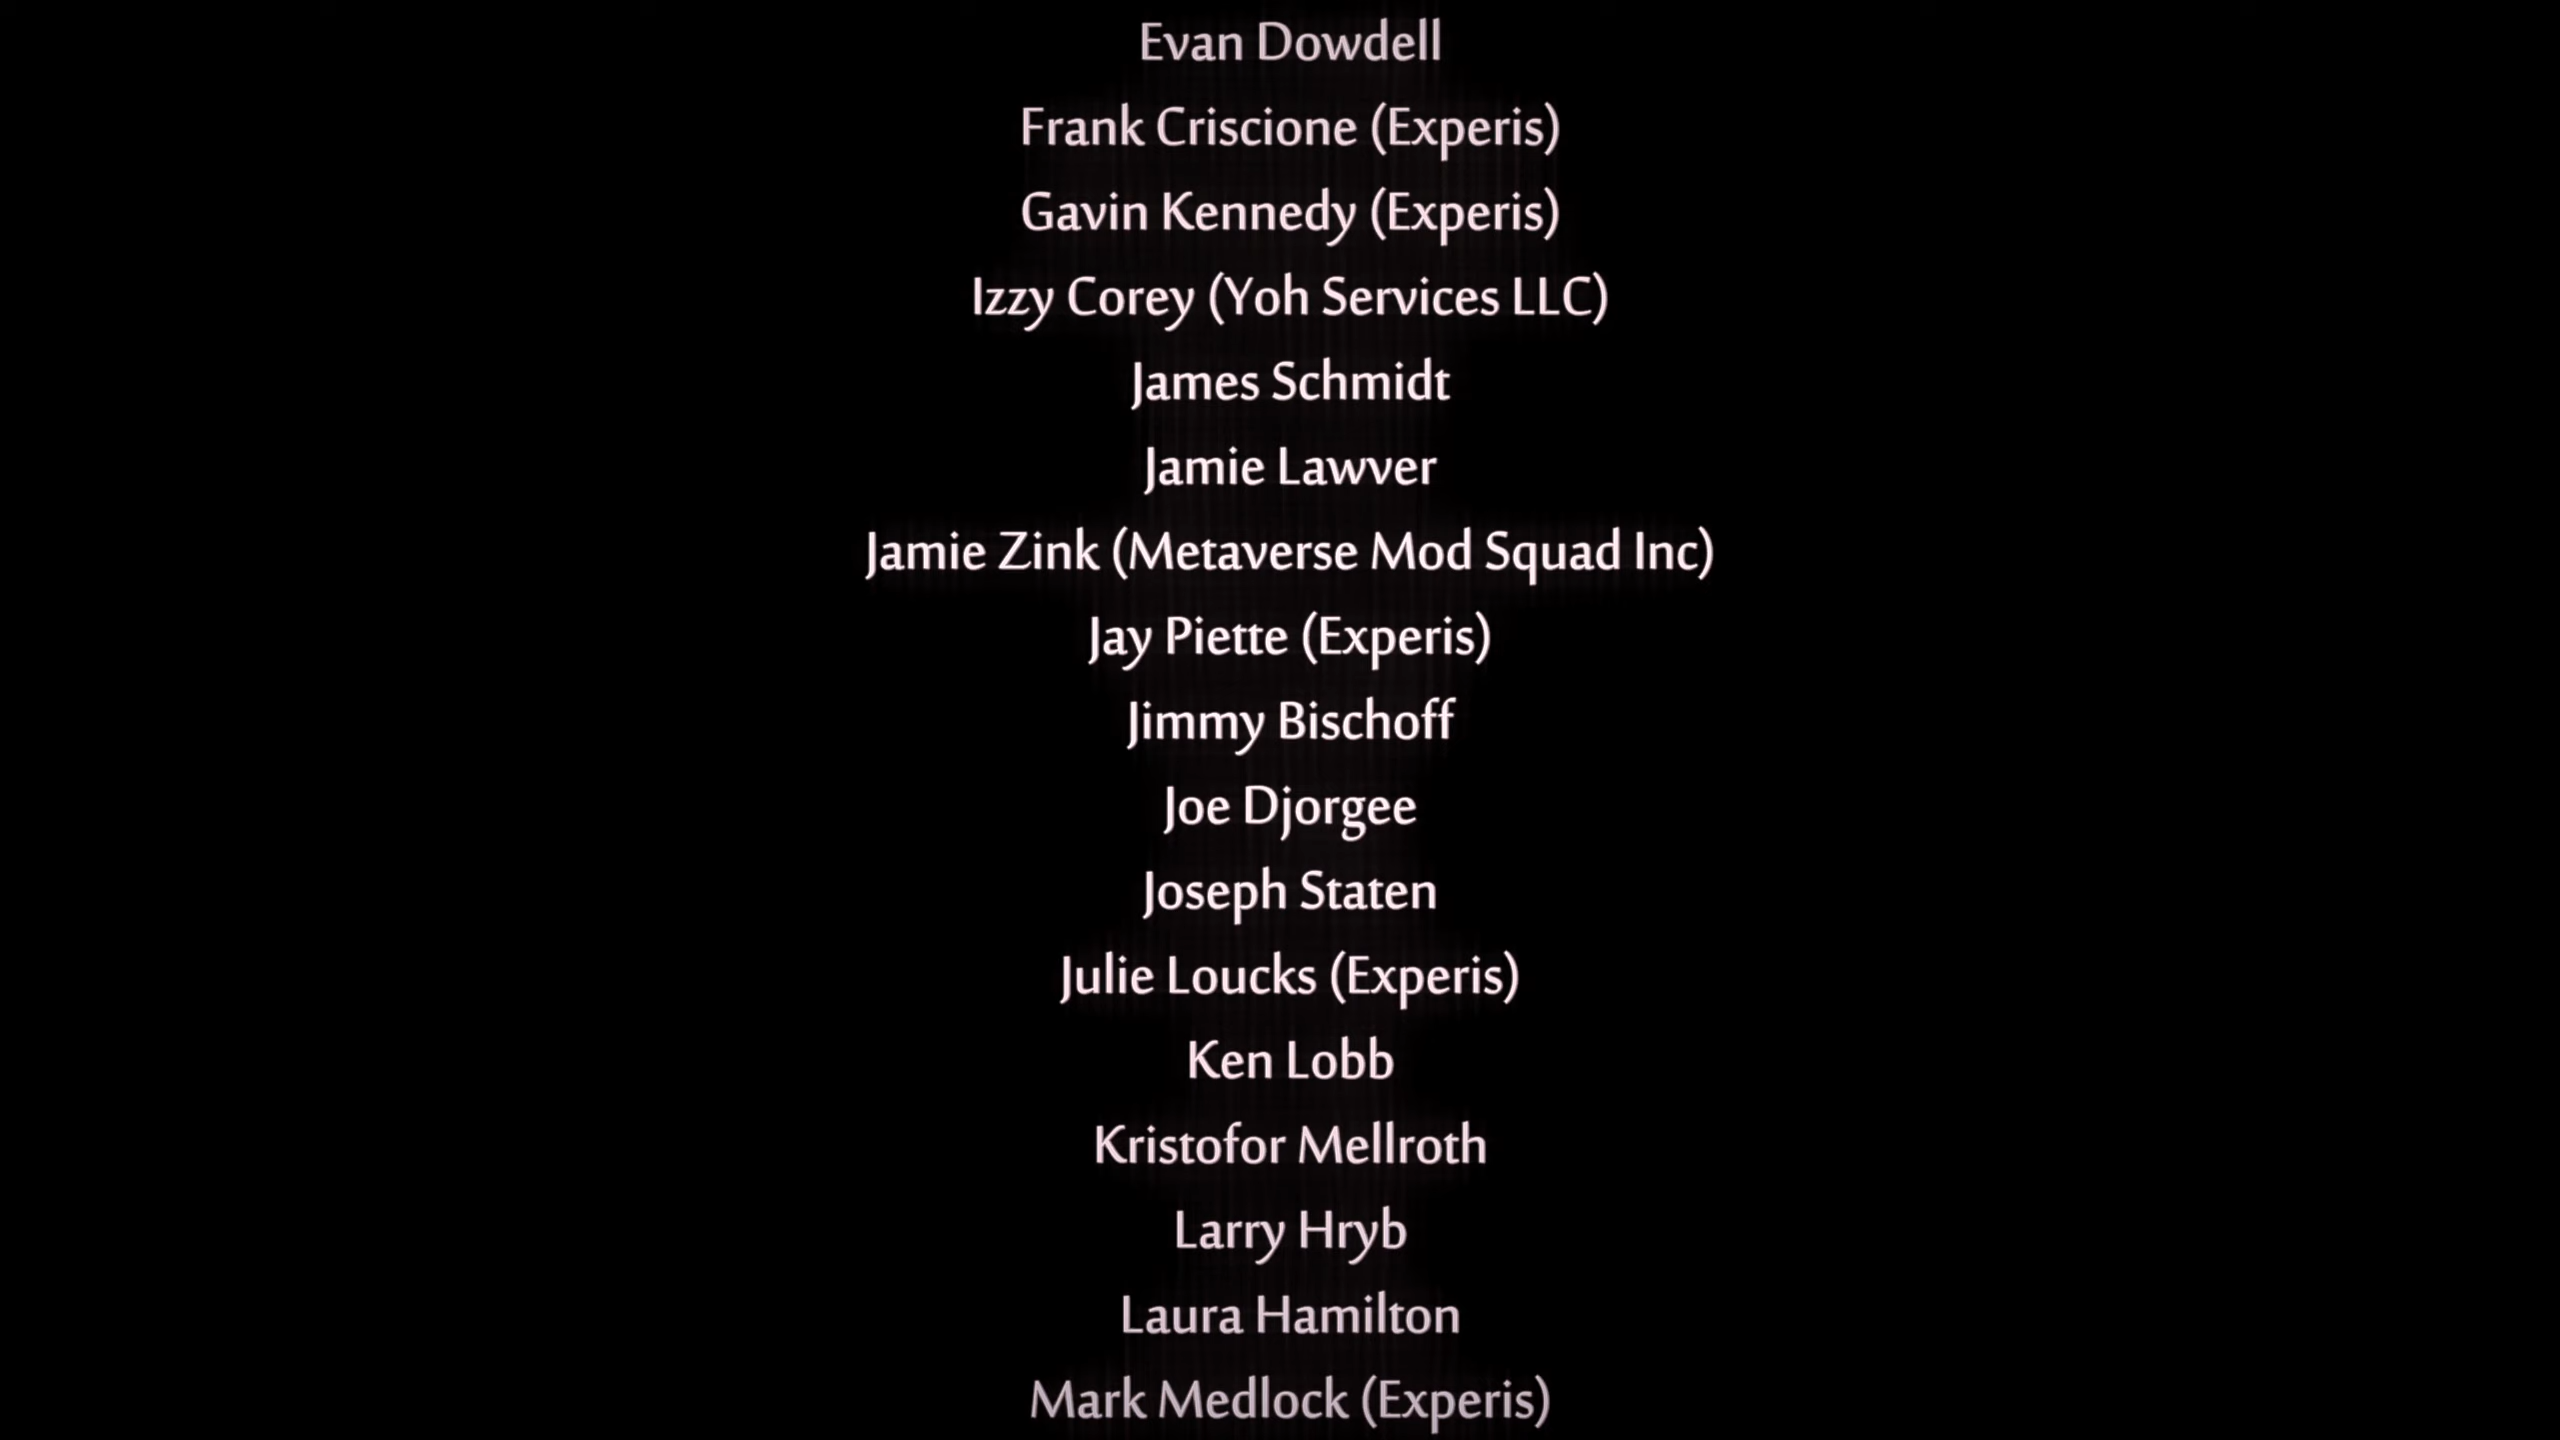 Evan Dowdell
Frank Criscione (Experis)
Gavin Kennedy (Experis)
Izzy Corey (Yoh Services LLC)
James Schmidt
Jamie Lawver
Jamie Zink (Metaverse Mod Squad Inc)
Jay Piette (Experis)
Jimmy Bischoff
Joe Djorgee
Joseph Staten
Julie Loucks (Experis)
Ken Lobb
Kristofor Mellroth
Larry Hryb
Laura Hamilton
Mark Medlock (Experis)